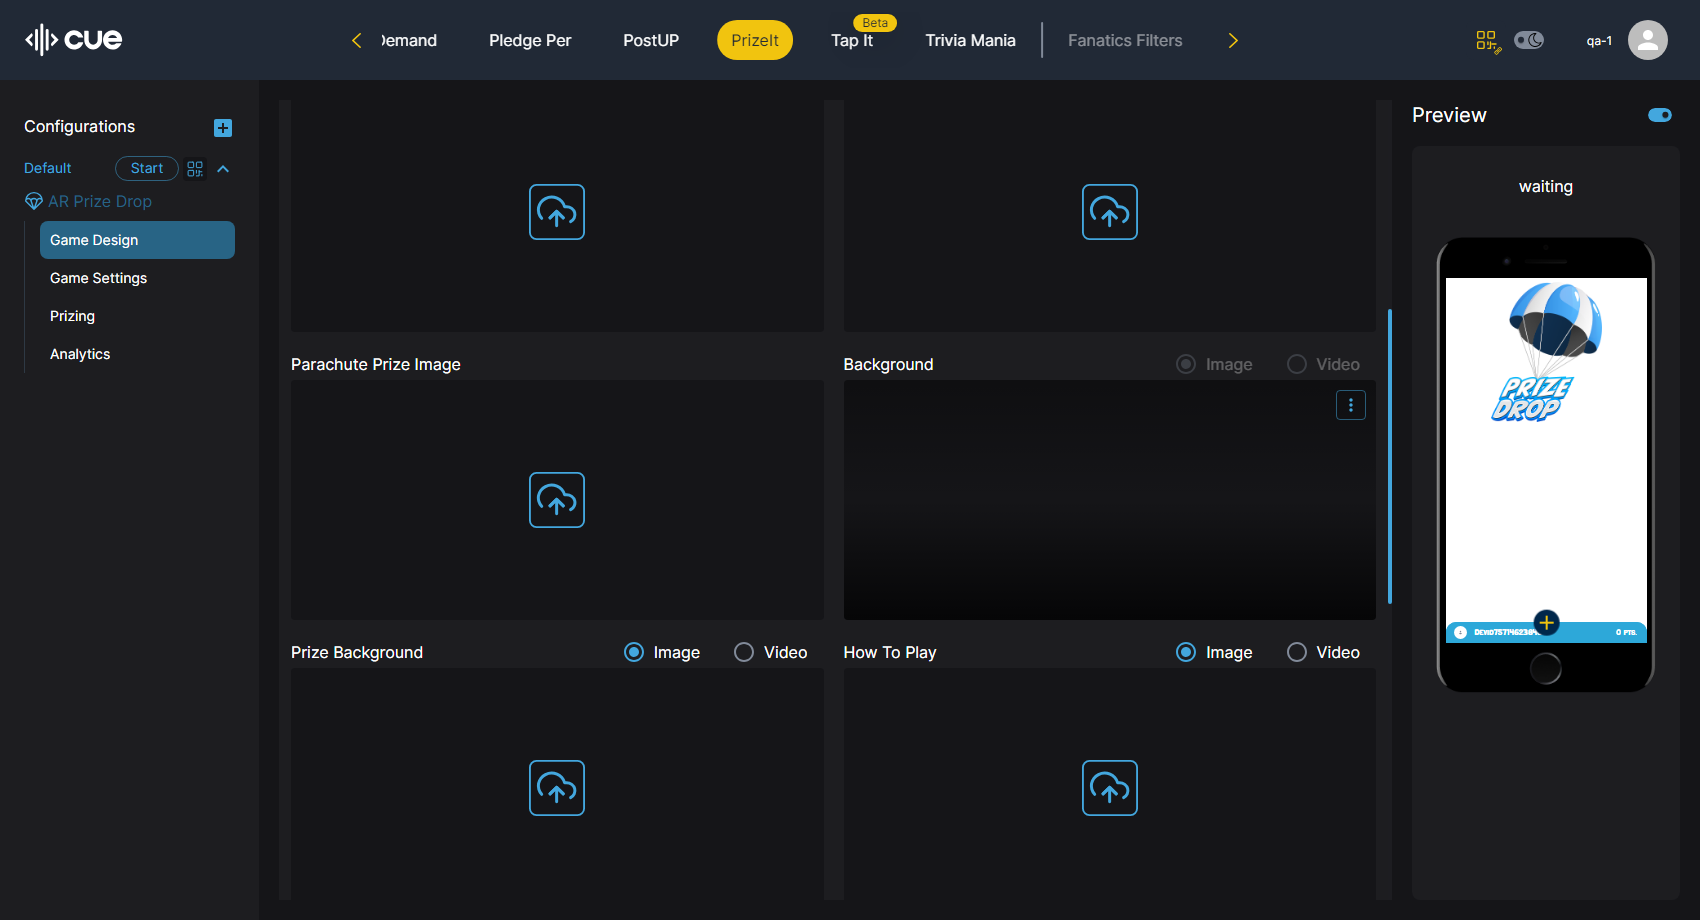 cue
Demand
Pledge Per
PostUP
PrizeIt
Beta
Tap It
Trivia Mania
Fanatics Filters
qa-1
Configurations
Default
Start
AR Prize Drop
Game Design
Game Settings
Prizing
Analytics
Parachute Prize Image
Background
Image
Video
Prize Background
Image
Video
How To Play
Image
Video
Preview
waiting
PRIZE
DROP
0 PTS.